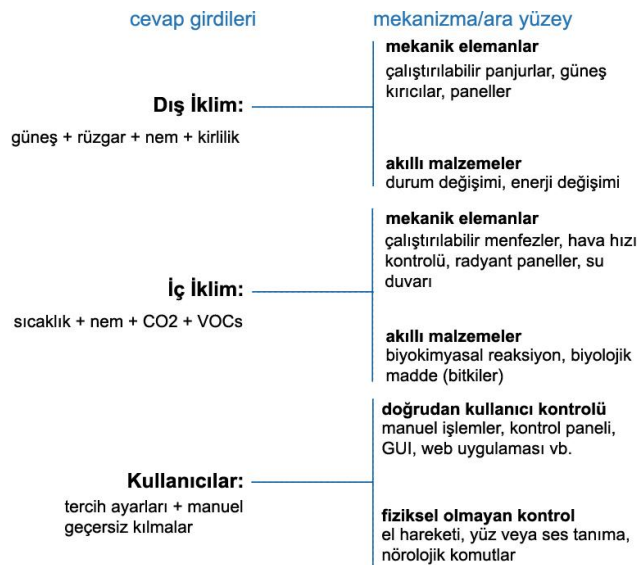 cevap girdileri
mekanizma/ara yüzey
Dış İklim:
güneş + rüzgar + nem + kirlilik
mekanik elemanlar
çalıştırılabilir panjurlar, güneş
kırıcılar, paneller
akıllı malzemeler
durum değişimi, enerji değişimi
İç İklim:
sıcaklık + nem + CO2 + VOCs
mekanik elemanlar
çalıştırılabilir menfezler, hava hızı
kontrolü, radyant paneller, su
duvarı
akıllı malzemeler
biyokimyasal reaksiyon, biyolojik
madde (bitkiler)
Kullanıcılar:
tercih ayarları + manuel
geçersiz kılmalar
doğrudan kullanıcı kontrolü
manuel işlemler, kontrol paneli,
GUI, web uygulaması vb.
fiziksel olmayan kontrol
el hareketi, yüz veya ses tanıma,
nörolojik komutlar